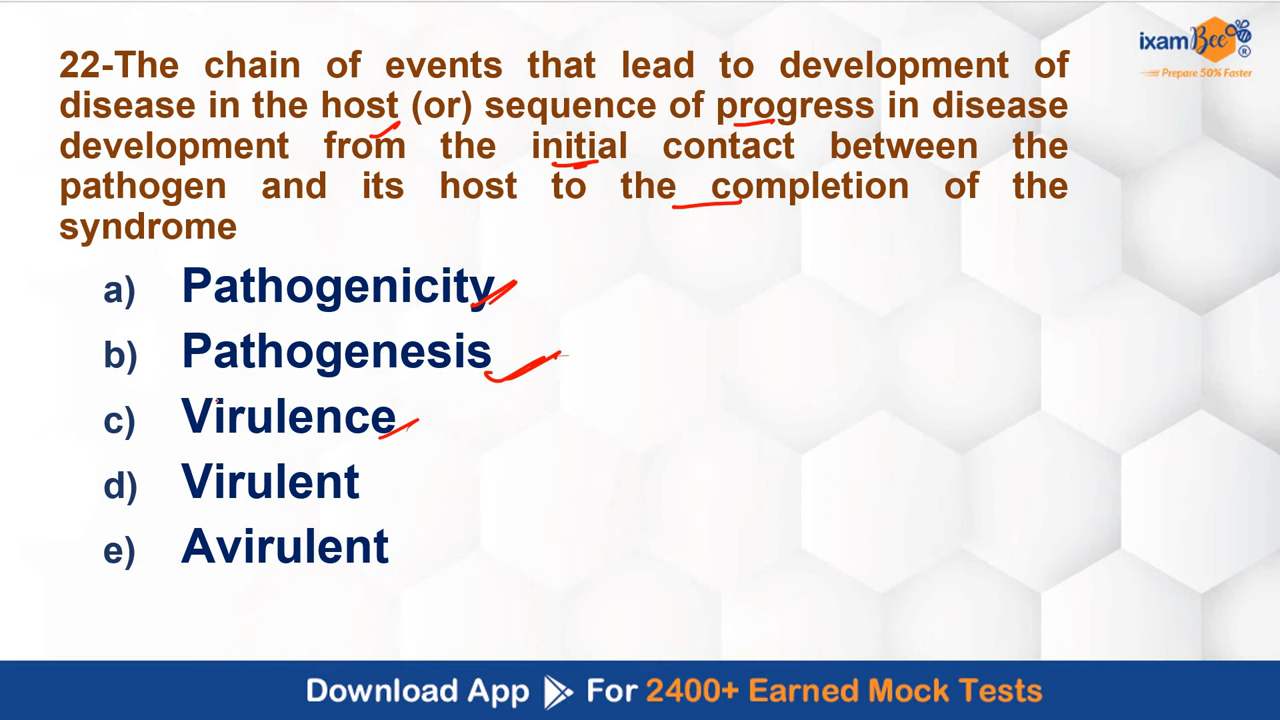 ixamBee®
Prepare 50% Faster
22-The chain of events that lead to development of
disease in the host (or) sequence of progress in disease
development from the initial contact between the
pathogen and its host to the completion of the
syndrome
a) Pathogenicity
b) Pathogenesis
c) Virulence
d) Virulent
e) Avirulent
Download App For 2400+ Earned Mock Tests